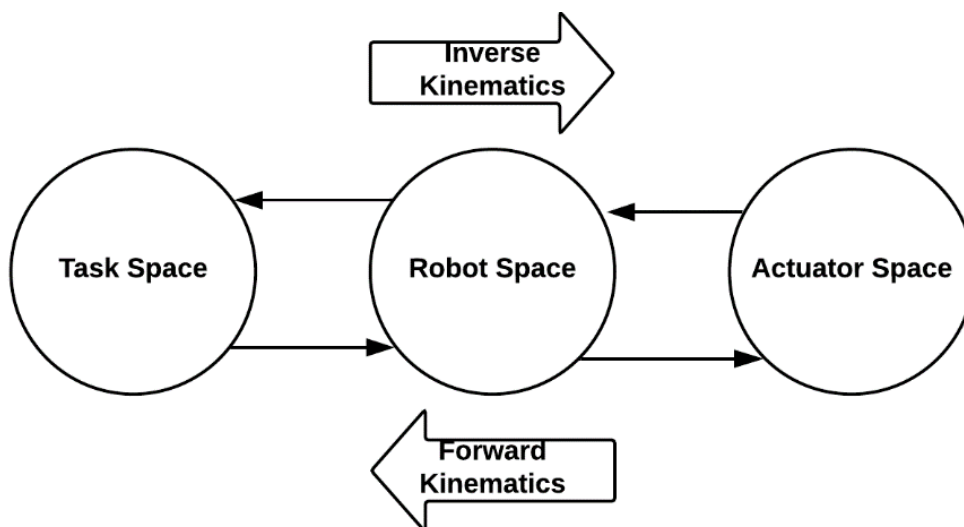 Inverse
Kinematics
Task Space
Robot Space
Actuator Space
Forward
Kinematics